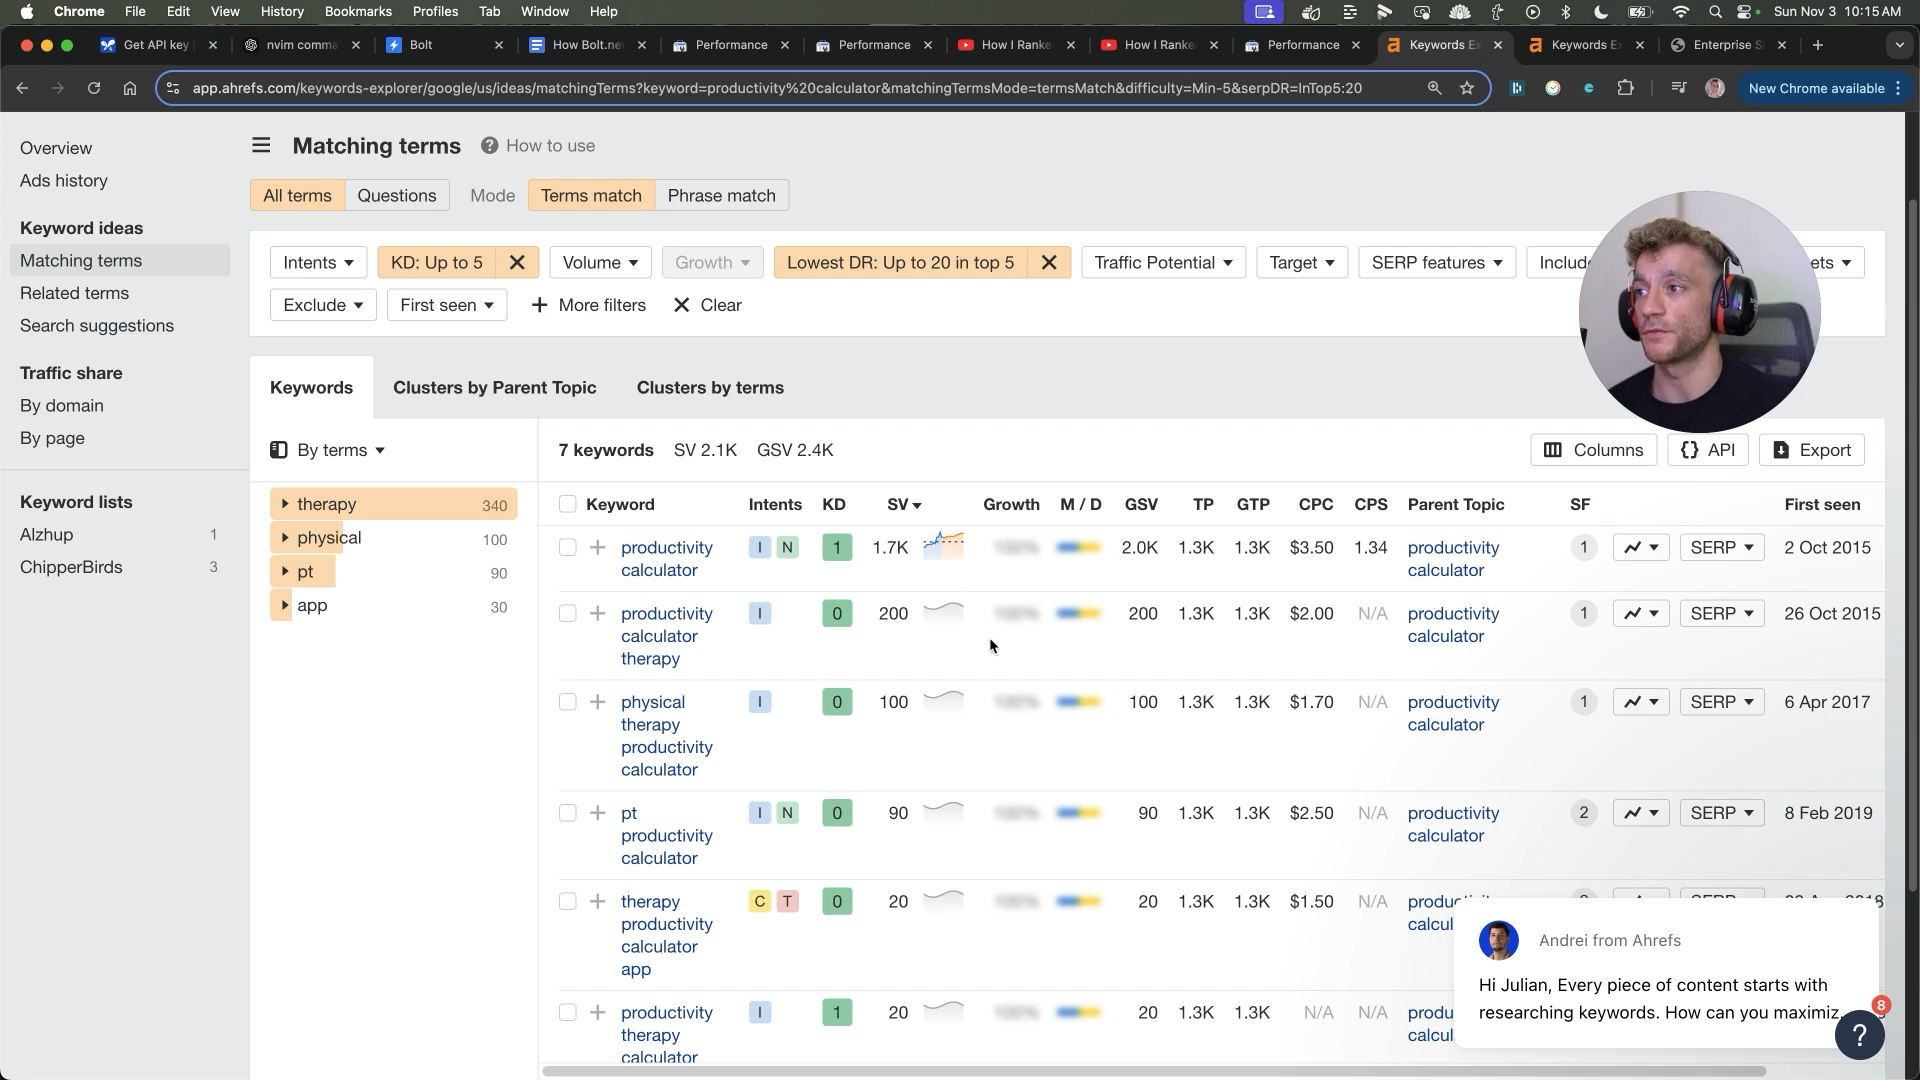 Chrome File Edit View History Bookmarks Profiles Tab Window Help Sun Nov 3 10:15 AM
Get API key nvim comma Bolt How Bolt.ne Performance Performance How I Ranke How I Ranke Performance Keywords E Keywords E Enterprise S
app.ahrefs.com/keywords-explorer/google/us/ideas/matchingTerms?keyword=productivity%20calculator&matchingTermsMode=termsMatch&difficulty=Min-5&serpDR=InTop5:20 New Chrome available
Overview
Ads history
Keyword ideas
Matching terms
Related terms
Search suggestions
Traffic share
By domain
By page
Keyword lists
Alzhup 1
ChipperBirds 3
Matching terms ? How to use
All terms Questions Mode Terms match Phrase match
Intents KD: Up to 5 Volume Growth Lowest DR: Up to 20 in top 5 Traffic Potential Target SERP features Include ets
Exclude First seen + More filters Clear
Keywords Clusters by Parent Topic Clusters by terms
By terms
therapy 340
physical 100
pt 90
app 30
7 keywords SV 2.1K GSV 2.4K Columns {} API Export
Keyword Intents KD SV Growth M / D GSV TP GTP CPC CPS Parent Topic SF First seen
productivity I N 1 1.7K 2.0K 1.3K 1.3K $3.50 1.34 productivity 1 SERP 2 Oct 2015
calculator calculator
productivity I 0 200 200 1.3K 1.3K $2.00 N/A productivity 1 SERP 26 Oct 2015
calculator calculator
therapy
physical I 0 100 100 1.3K 1.3K $1.70 N/A productivity 1 SERP 6 Apr 2017
therapy calculator
productivity
calculator
pt I N 0 90 90 1.3K 1.3K $2.50 N/A productivity 2 SERP 8 Feb 2019
productivity calculator
calculator
therapy C T 0 20 20 1.3K 1.3K $1.50 N/A produ
productivity calcul
calculator
app
productivity I 1 20 20 1.3K 1.3K N/A N/A produ
therapy calcul
calculator
Andrei from Ahrefs
Hi Julian, Every piece of content starts with
researching keywords. How can you maximiz...
8
?